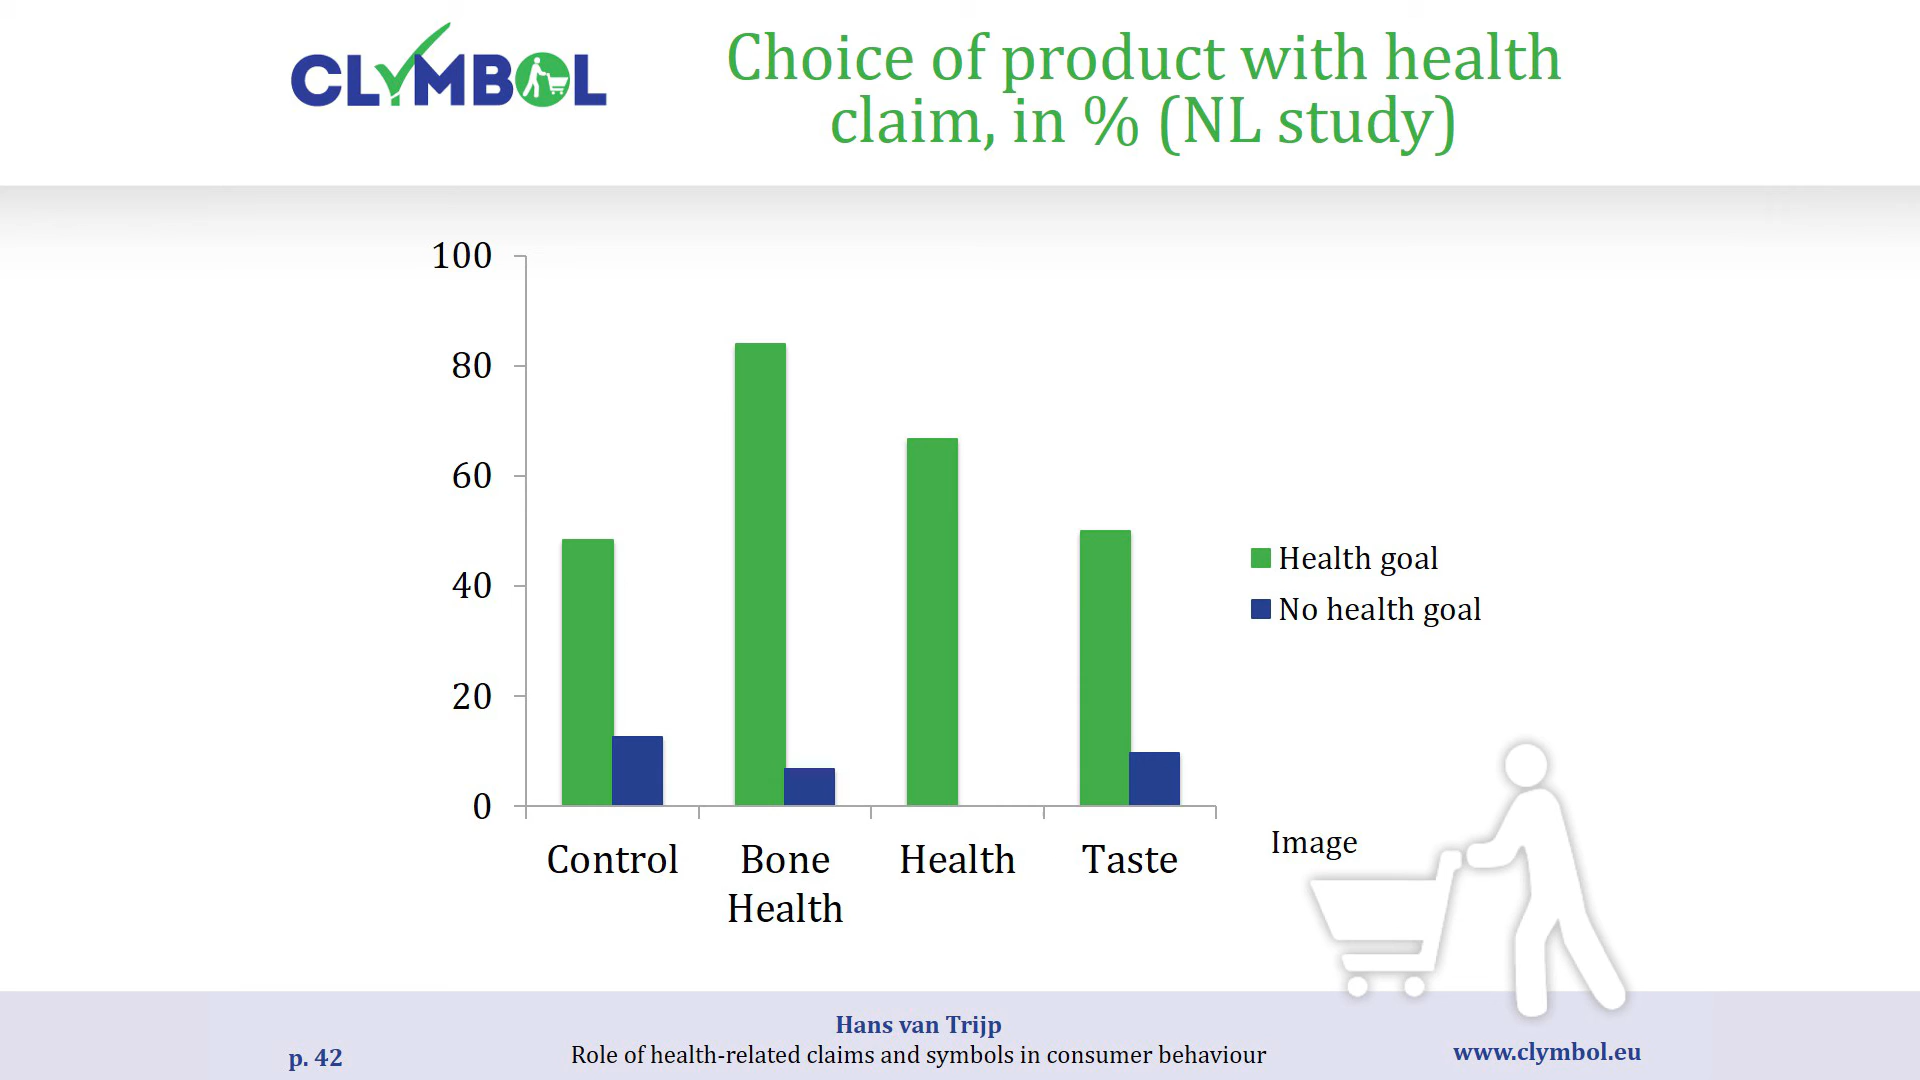 CLYMBOL
Choice of product with health
claim, in % (NL study)
100
80
60
40
20
0
Control
Bone
Health
Health
Taste
Health goal
No health goal
Image
p. 42
Hans van Trijp
Role of health-related claims and symbols in consumer behaviour
www.clymbol.eu